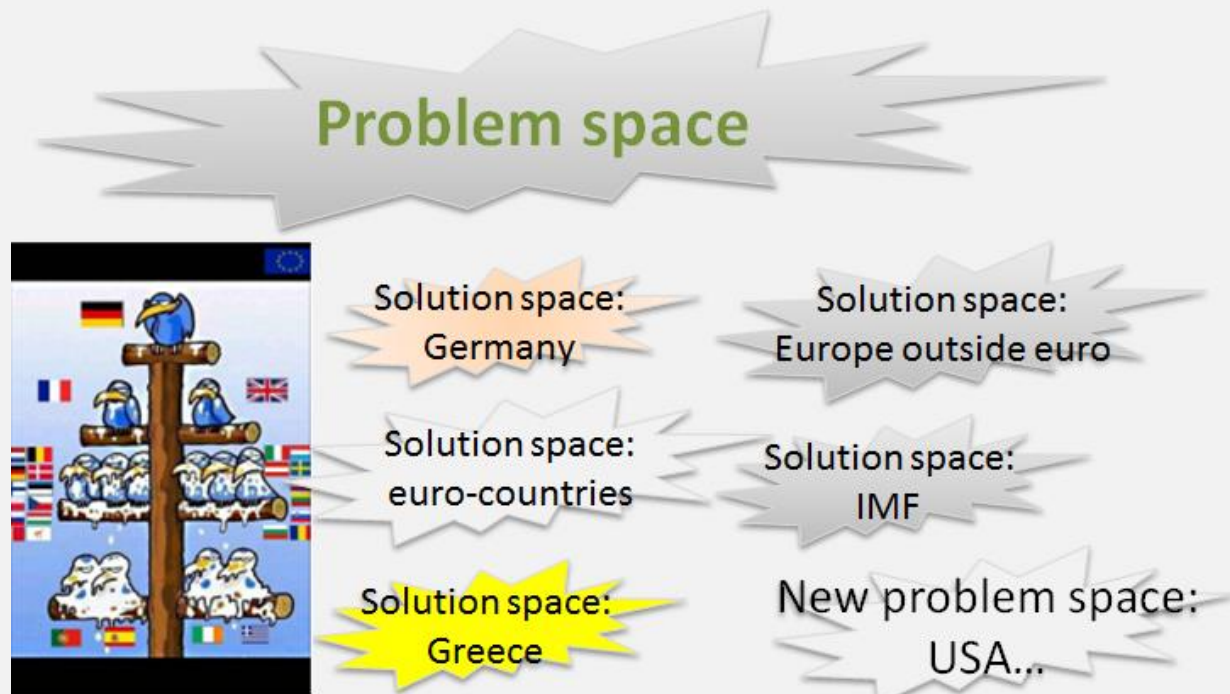 Problem space
Solution space:
Germany
Solution space:
Europe outside euro
Solution space:
euro-countries
Solution space:
IMF
Solution space:
Greece
New problem space:
USA...